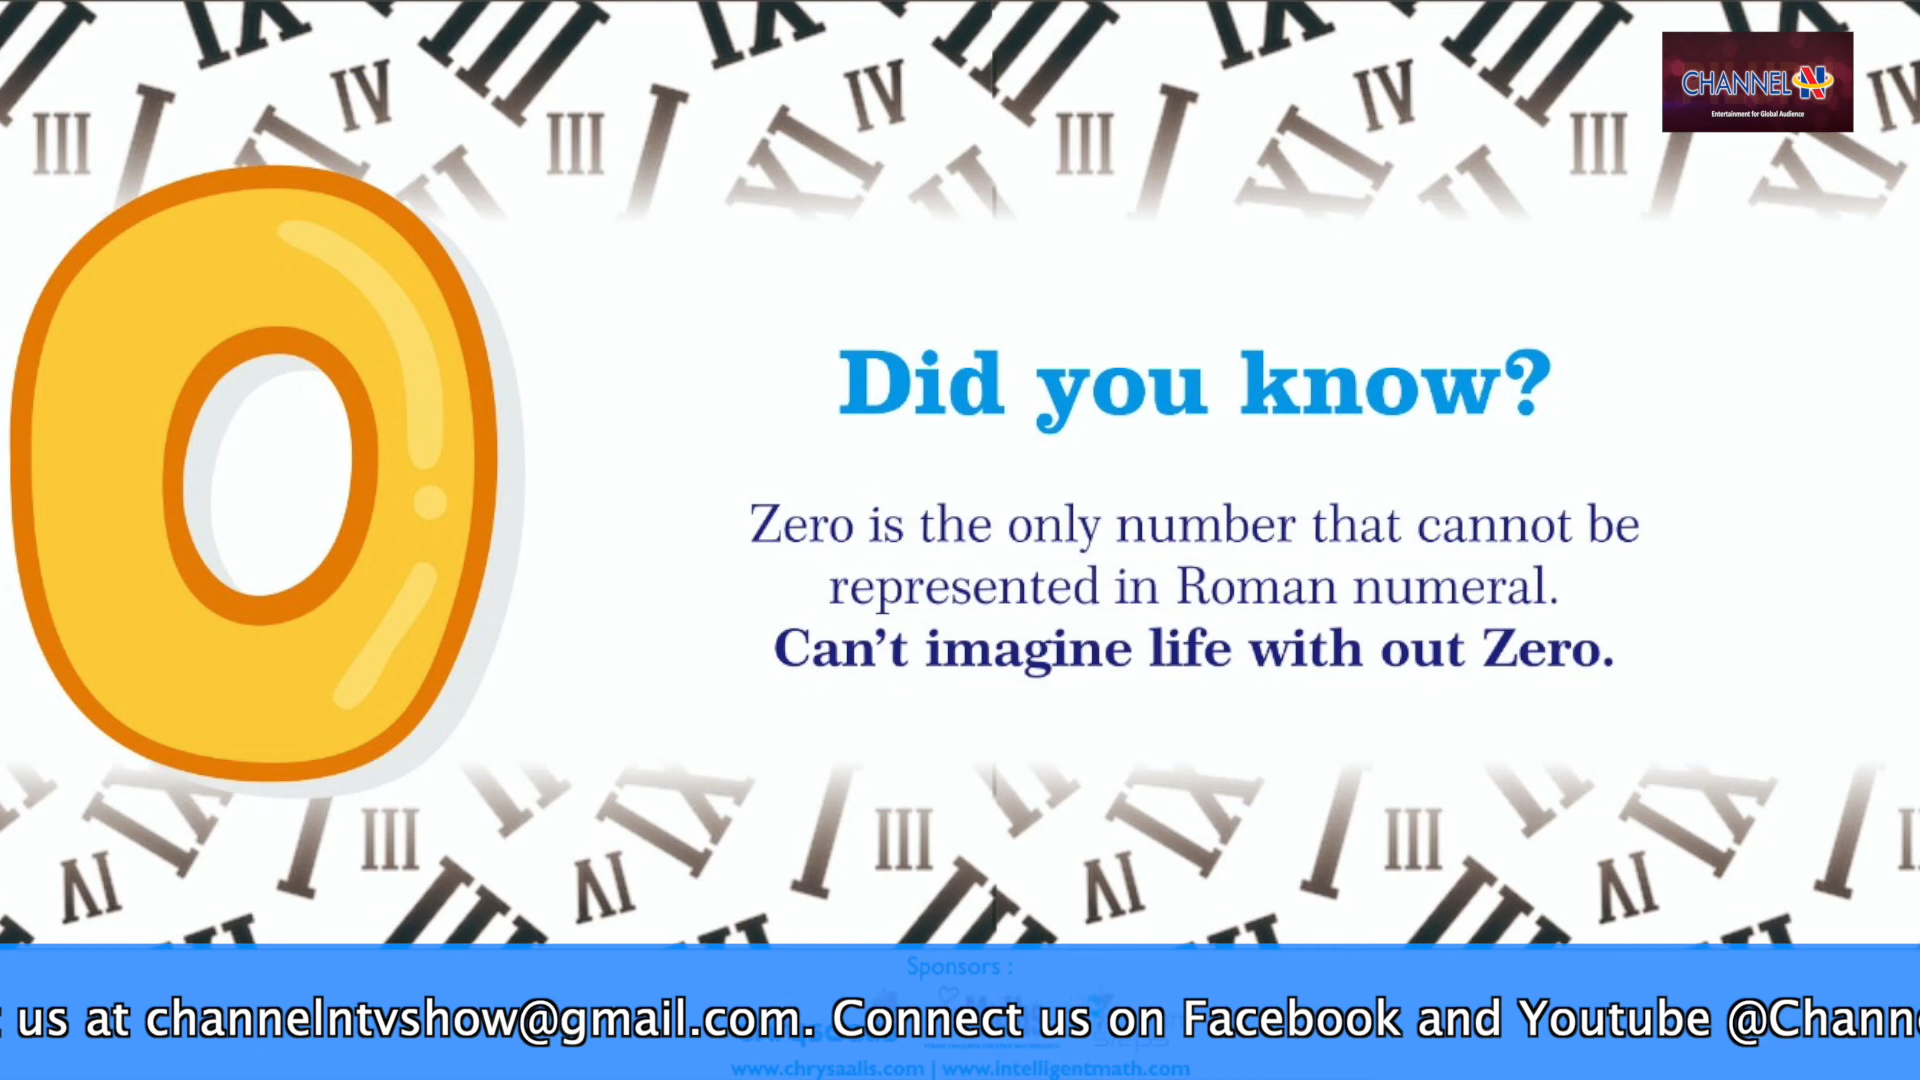 CHANNEL N
Entertainment for Global Audience
Did you know?
Zero is the only number that cannot be
represented in Roman numeral.
Can't imagine life with out Zero.
Sponsors :
us at channelntvshow@gmail.com. Connect us on Facebook and Youtube @Chann
www.chrysaalis.com | www.intelligentmath.com